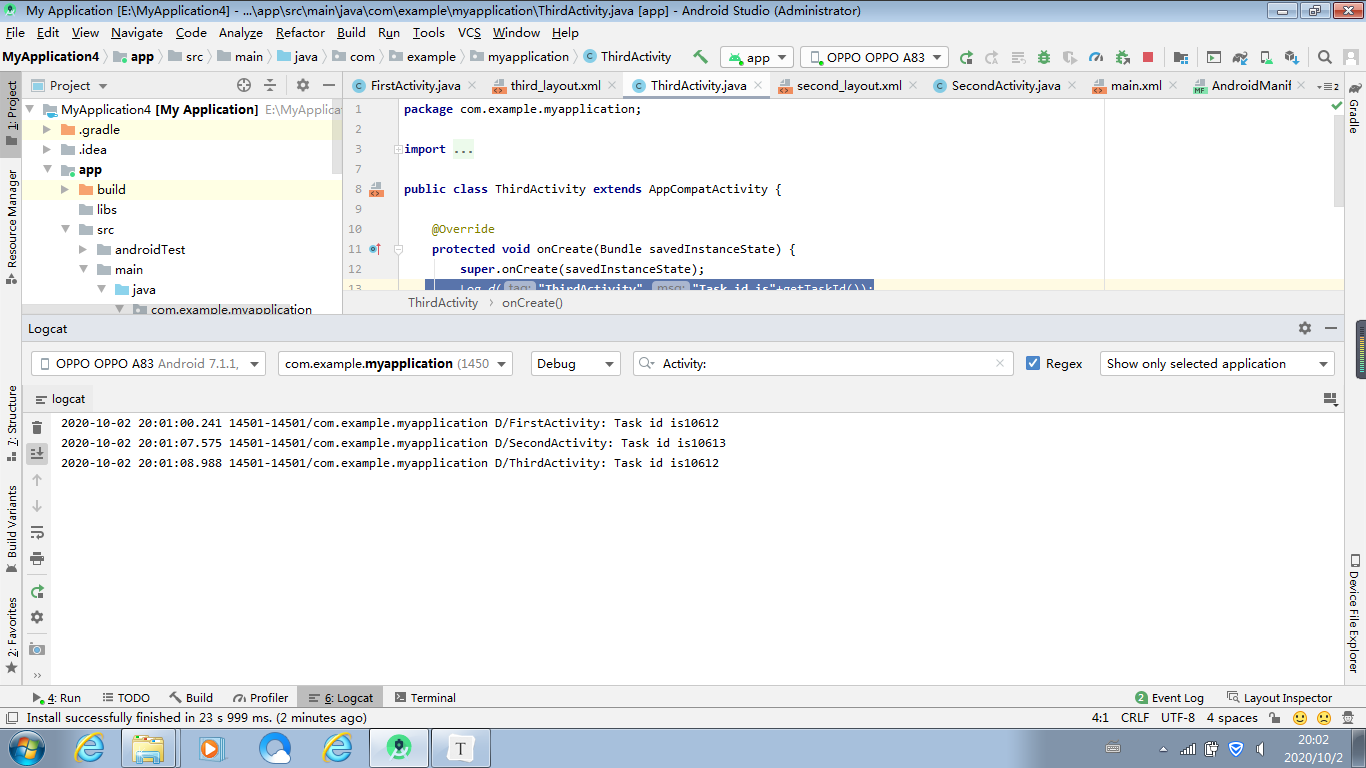 My Application [E:\MyApplication4] - ...\app\src\main\java\com\example\myapplication\ThirdActivity.java [app] - Android Studio (Administrator)
File Edit View Navigate Code Analyze Refactor Build Run Tools VCS Window Help
MyApplication4 app src main java com example myapplication ThirdActivity app OPPO OPPO A83
Project FirstActivity.java third_layout.xml ThirdActivity.java second_layout.xml SecondActivity.java main.xml AndroidManif 2
1: Project
Resource Manager
7: Structure
Build Variants
2: Favorites
Gradle
Device File Explorer
MyApplication4 [My Application] E:\MyApplica
.gradle
.idea
app
build
libs
src
androidTest
main
java
com.example.myapplication
1 package com.example.myapplication;
2
3 import ...
7
8 public class ThirdActivity extends AppCompatActivity {
9
10 @Override
11 protected void onCreate(Bundle savedInstanceState) {
12 super.onCreate(savedInstanceState);
13 Log.d( tag: "ThirdActivity", msg: "Task id is"+getTaskId());
ThirdActivity onCreate()
Logcat
OPPO OPPO A83 Android 7.1.1, com.example.myapplication (1450 Debug Activity: Regex Show only selected application
logcat
2020-10-02 20:01:00.241 14501-14501/com.example.myapplication D/FirstActivity: Task id is10612
2020-10-02 20:01:07.575 14501-14501/com.example.myapplication D/SecondActivity: Task id is10613
2020-10-02 20:01:08.988 14501-14501/com.example.myapplication D/ThirdActivity: Task id is10612
4: Run TODO Build Profiler 6: Logcat Terminal 2 Event Log Layout Inspector
Install successfully finished in 23 s 999 ms. (2 minutes ago) 4:1 CRLF UTF-8 4 spaces
T
20:02
2020/10/2